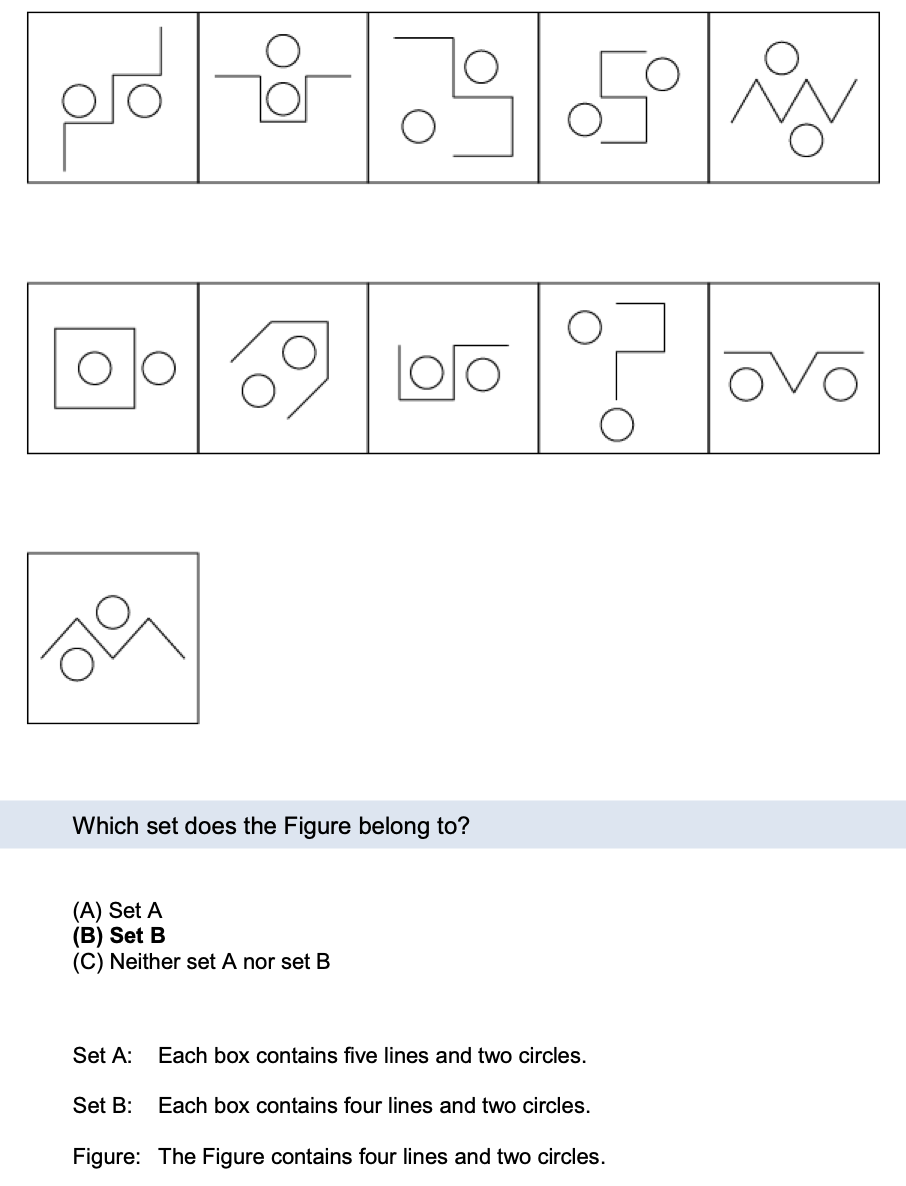 Which set does the Figure belong to?
(A) Set A
(B) Set B
(C) Neither set A nor set B
Set A: Each box contains five lines and two circles.
Set B: Each box contains four lines and two circles.
Figure: The Figure contains four lines and two circles.